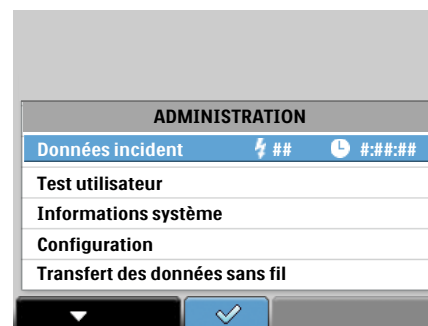 ADMINISTRATION
Données incident ## #:##:##
Test utilisateur
Informations système
Configuration
Transfert des données sans fil